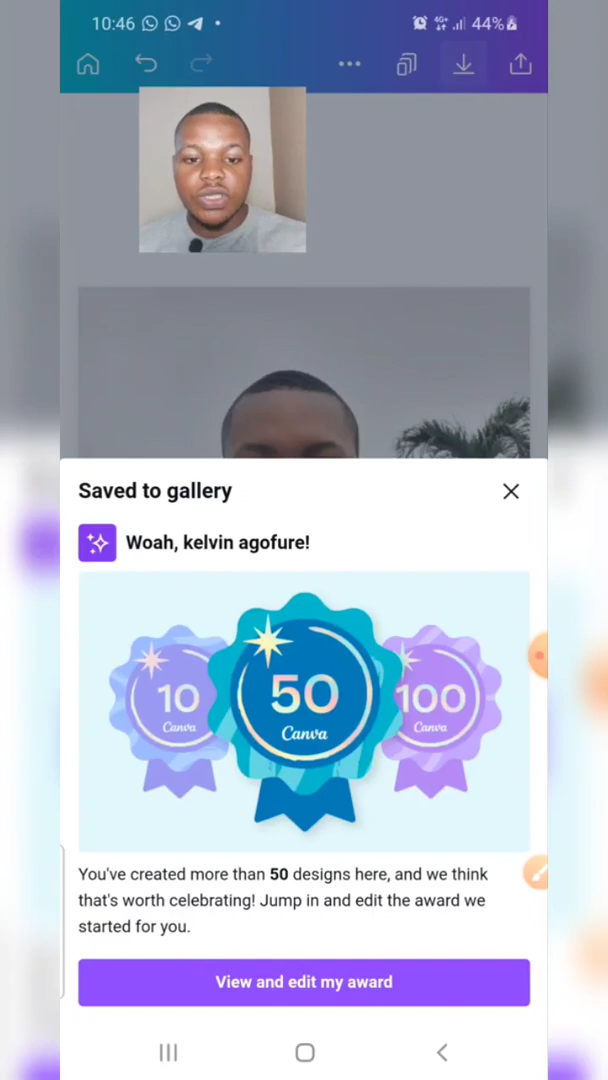 10:46 4G+ 44%
Saved to gallery
Woah, kelvin agofure!
10 50 100
Canva Canva Canva
You've created more than 50 designs here, and we think
that's worth celebrating! Jump in and edit the award we
started for you.
View and edit my award